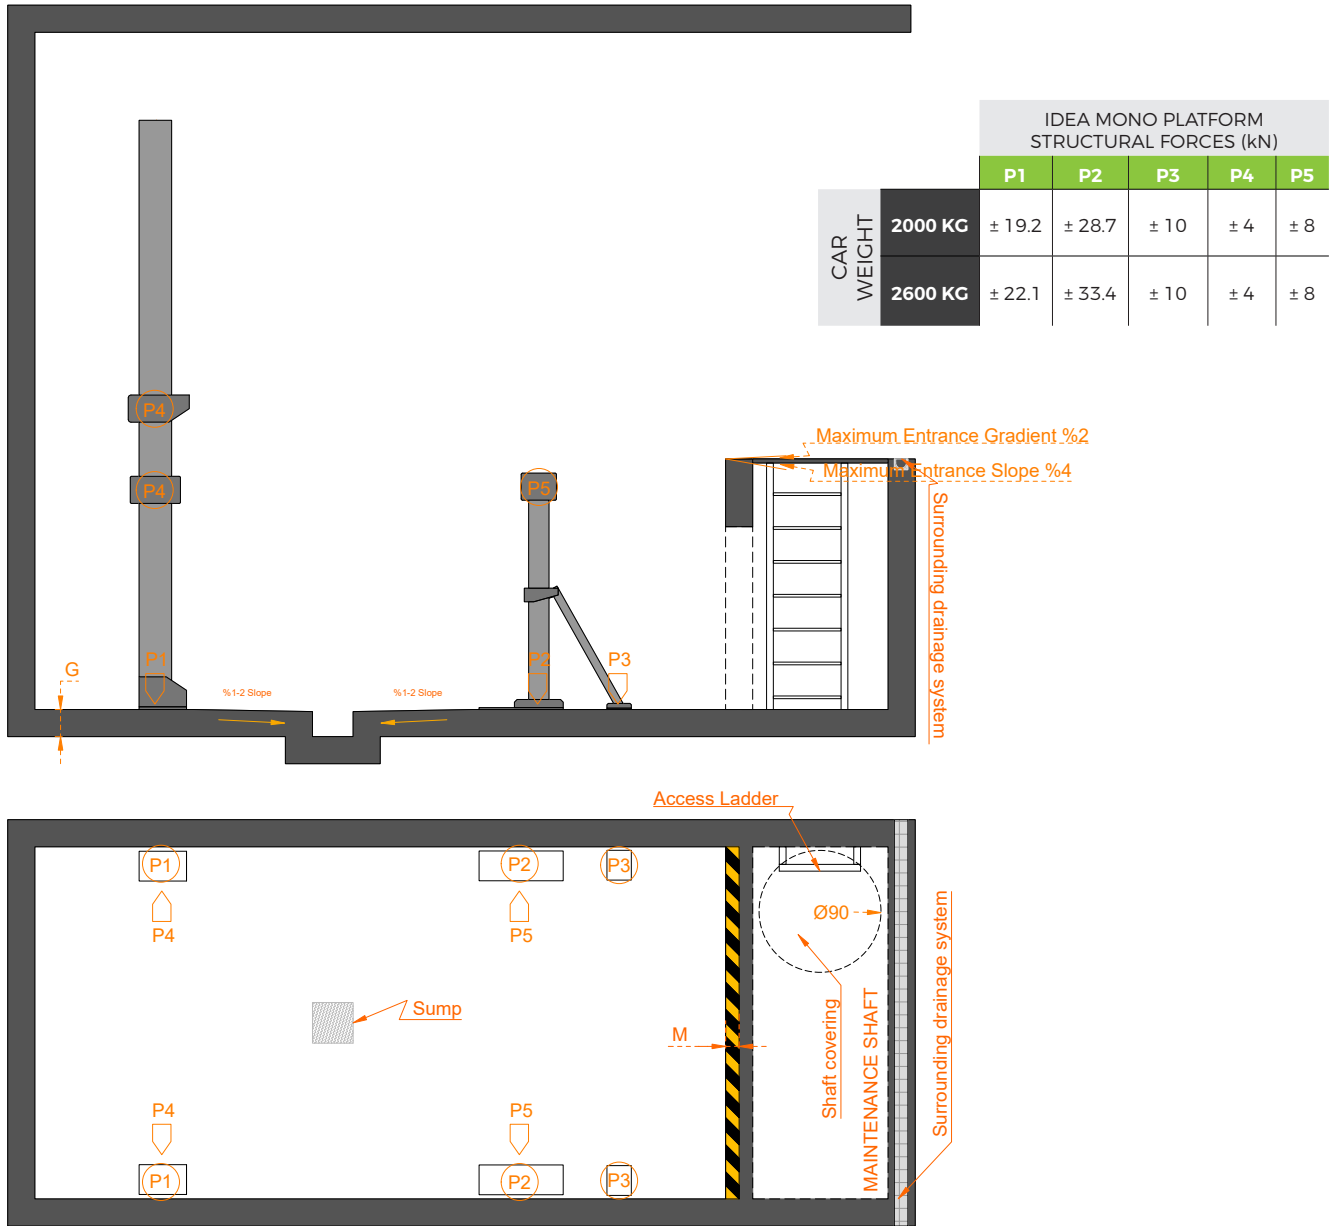 IDEA MONO PLATFORM
STRUCTURAL FORCES (kN)
P1 P2 P3 P4 P5
CAR
WEIGHT
2000 KG ± 19.2 ± 28.7 ± 10 ± 4 ± 8
2600 KG ± 22.1 ± 33.4 ± 10 ± 4 ± 8
P4
Maximum Entrance Gradient %2
Maximum Entrance Slope %4
P4
P5
Surrounding drainage system
G
P1
P2
P3
%1-2 Slope
%1-2 Slope
Access Ladder
P1
P2
P3
P4
P5
Ø90
Sump
M
Shaft covering
MAINTENANCE SHAFT
Surrounding drainage system
P4
P5
P1
P2
P3